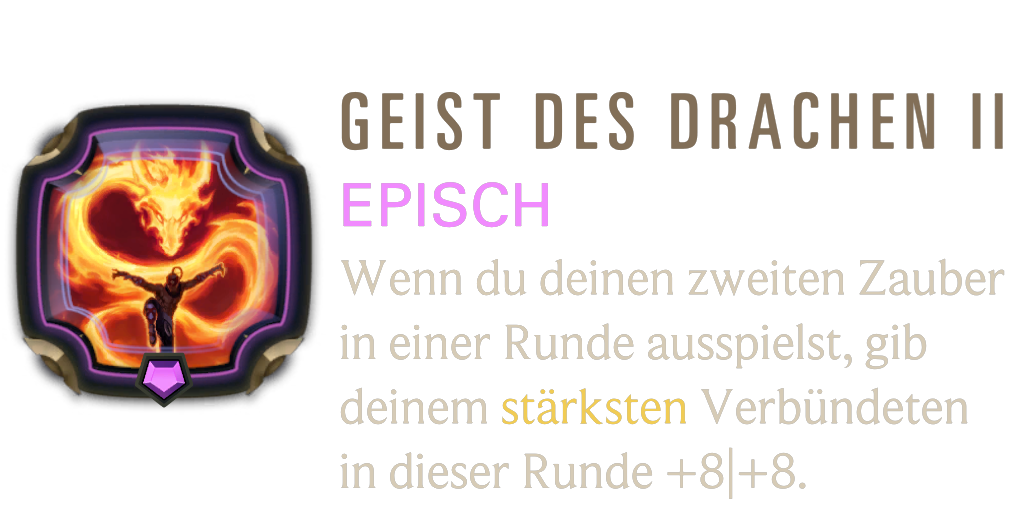 GEIST DES DRACHEN II
EPISCH
Wenn du deinen zweiten Zauber
in einer Runde ausspielst, gib
deinem stärksten Verbündeten
in dieser Runde +8|+8.